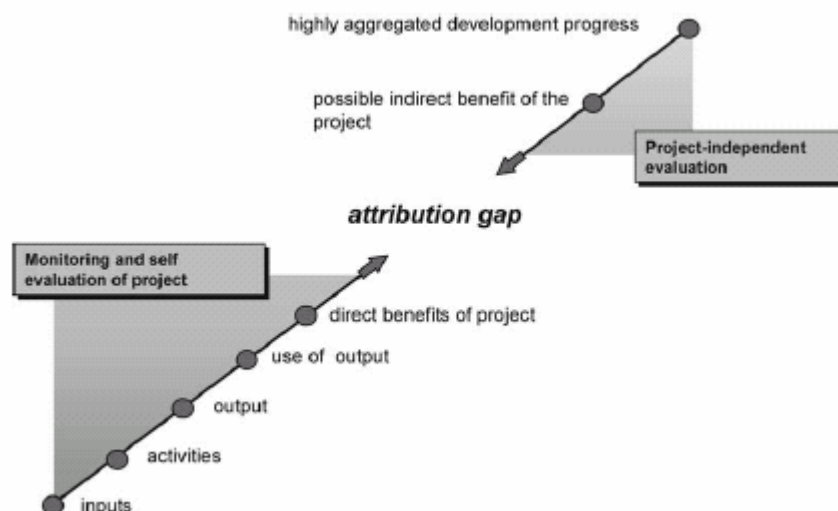 highly aggregated development progress
possible indirect benefit of the
project
Project-independent
evaluation
attribution gap
Monitoring and self
evaluation of project
direct benefits of project
use of output
output
activities
inputs